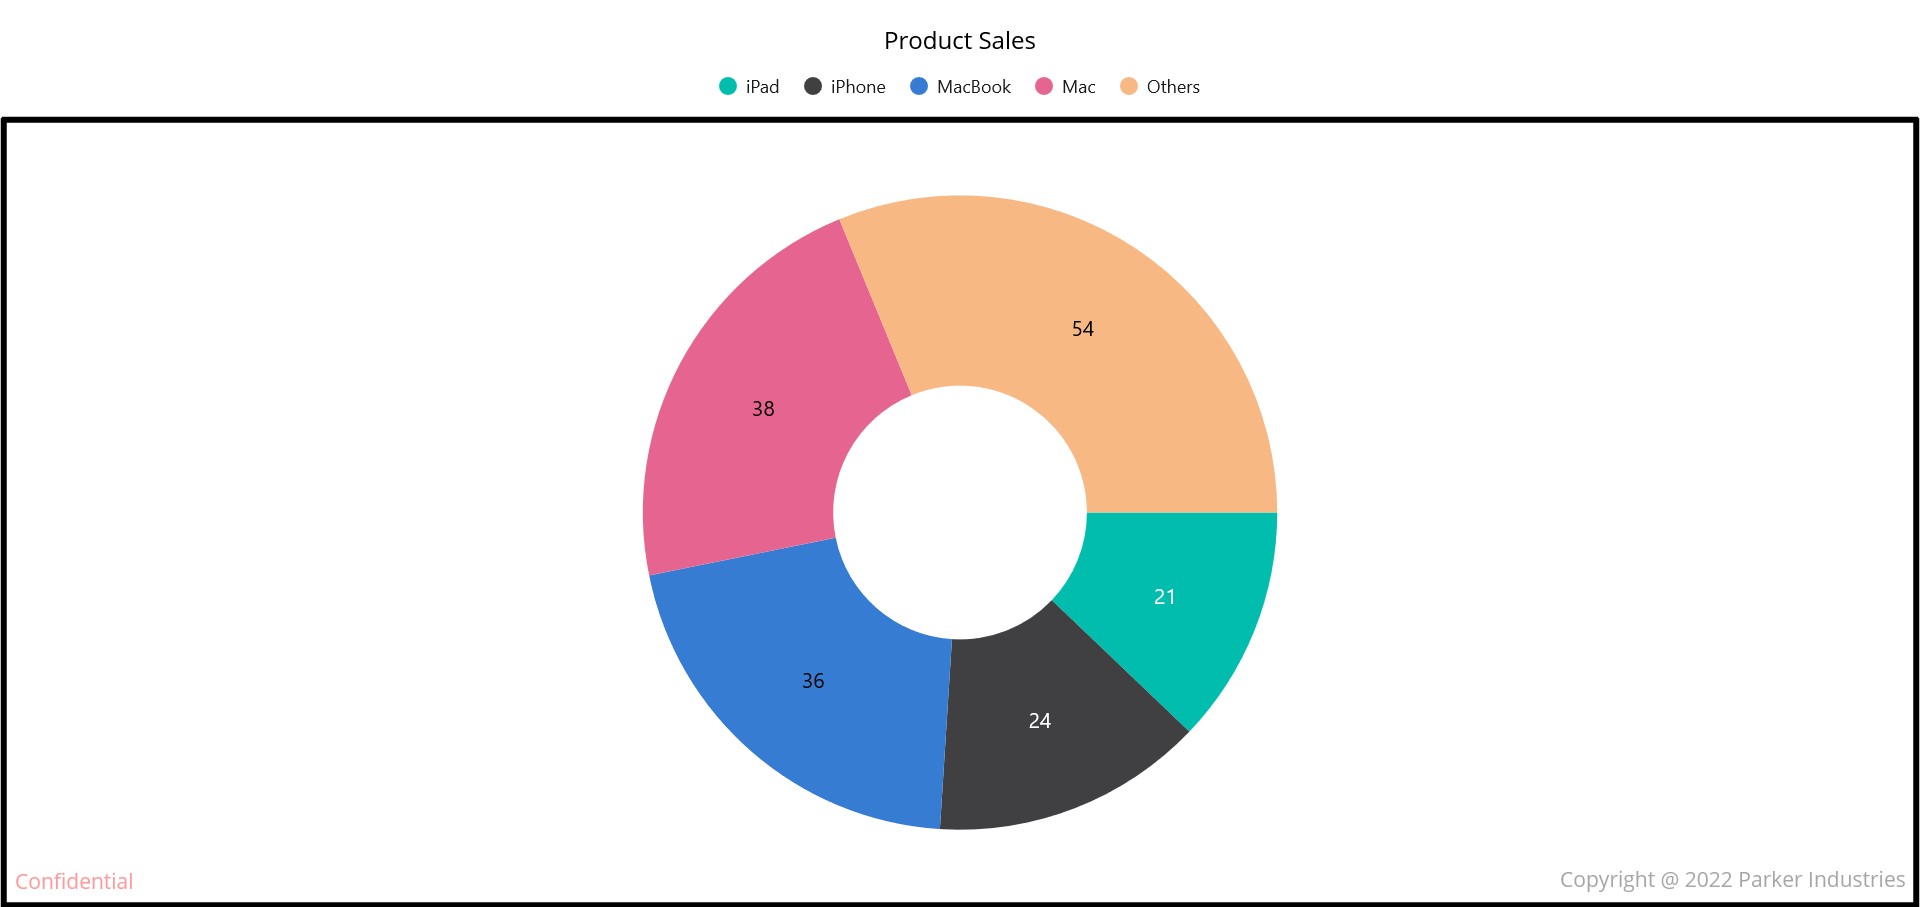 Product Sales
iPad iPhone MacBook Mac Others
54
38
21
36
24
Confidential
Copyright @ 2022 Parker Industries